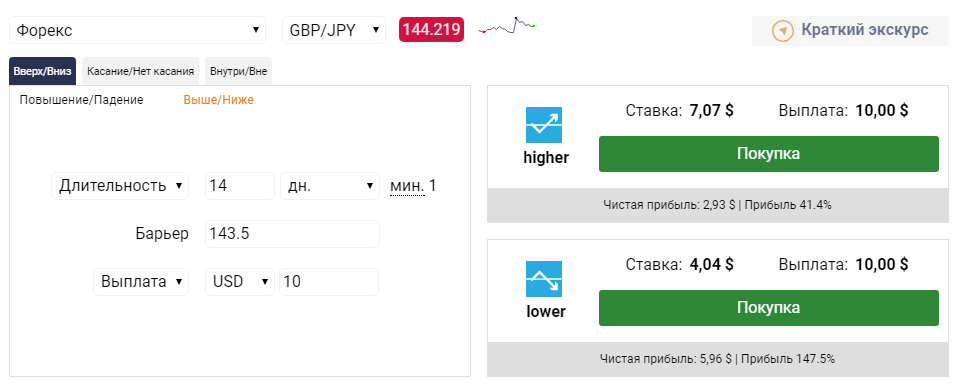 Форекс GBP/JPY 144.219 Краткий экскурс
Вверх/Вниз Касание/Нет касания Внутри/Вне
Повышение/Падение Выше/Ниже
Длительность 14 дн. мин. 1
Барьер 143.5
Выплата USD 10
Ставка: 7,07 $ Выплата: 10,00 $
higher Покупка
Чистая прибыль: 2,93 $ | Прибыль 41.4%
Ставка: 4,04 $ Выплата: 10,00 $
lower Покупка
Чистая прибыль: 5,96 $ | Прибыль 147.5%